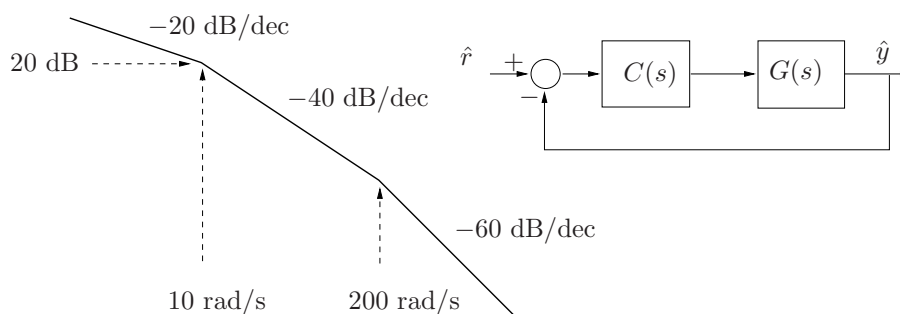 −20 dB/dec
20 dB
−40 dB/dec
−60 dB/dec
10 rad/s
200 rad/s
r̂
+
−
C(s)
G(s)
ŷ